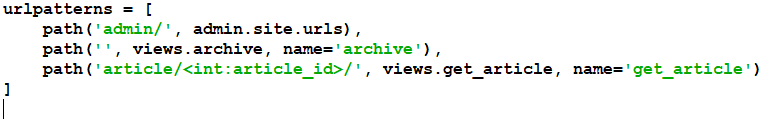 urlpatterns = [
    path('admin/', admin.site.urls),
    path('', views.archive, name='archive'),
    path('article/<int:article_id>/', views.get_article, name='get_article')
]